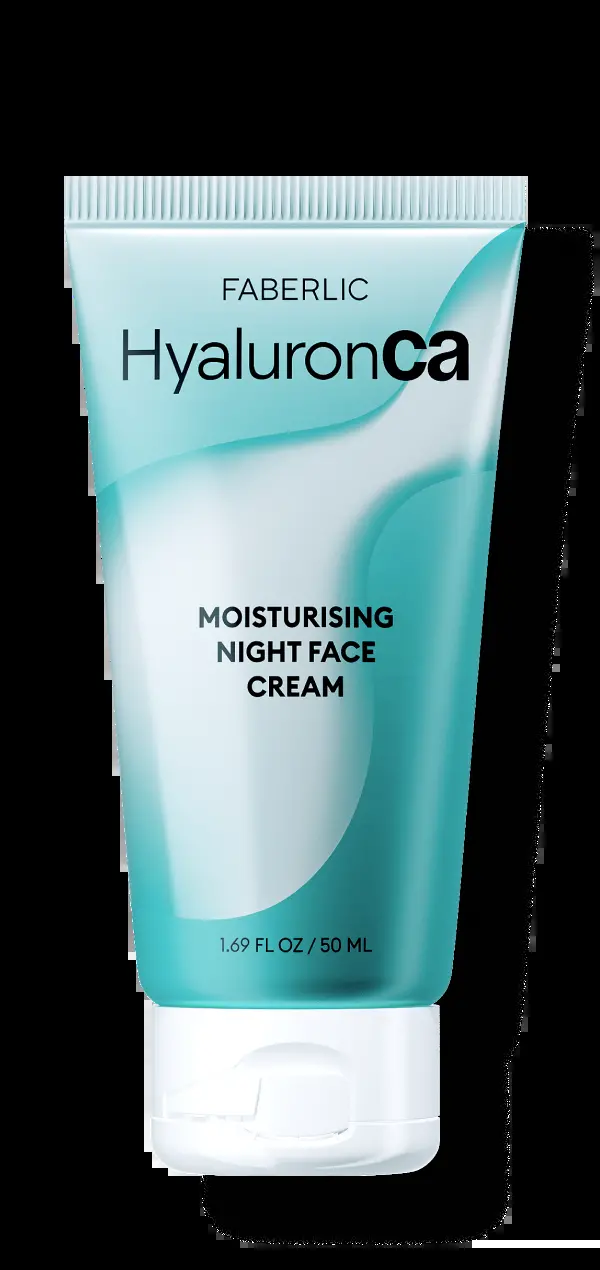 FABERLIC
Hyaluronca
MOISTURISING
NIGHT FACE
CREAM
1.69 FL OZ / 50 ML